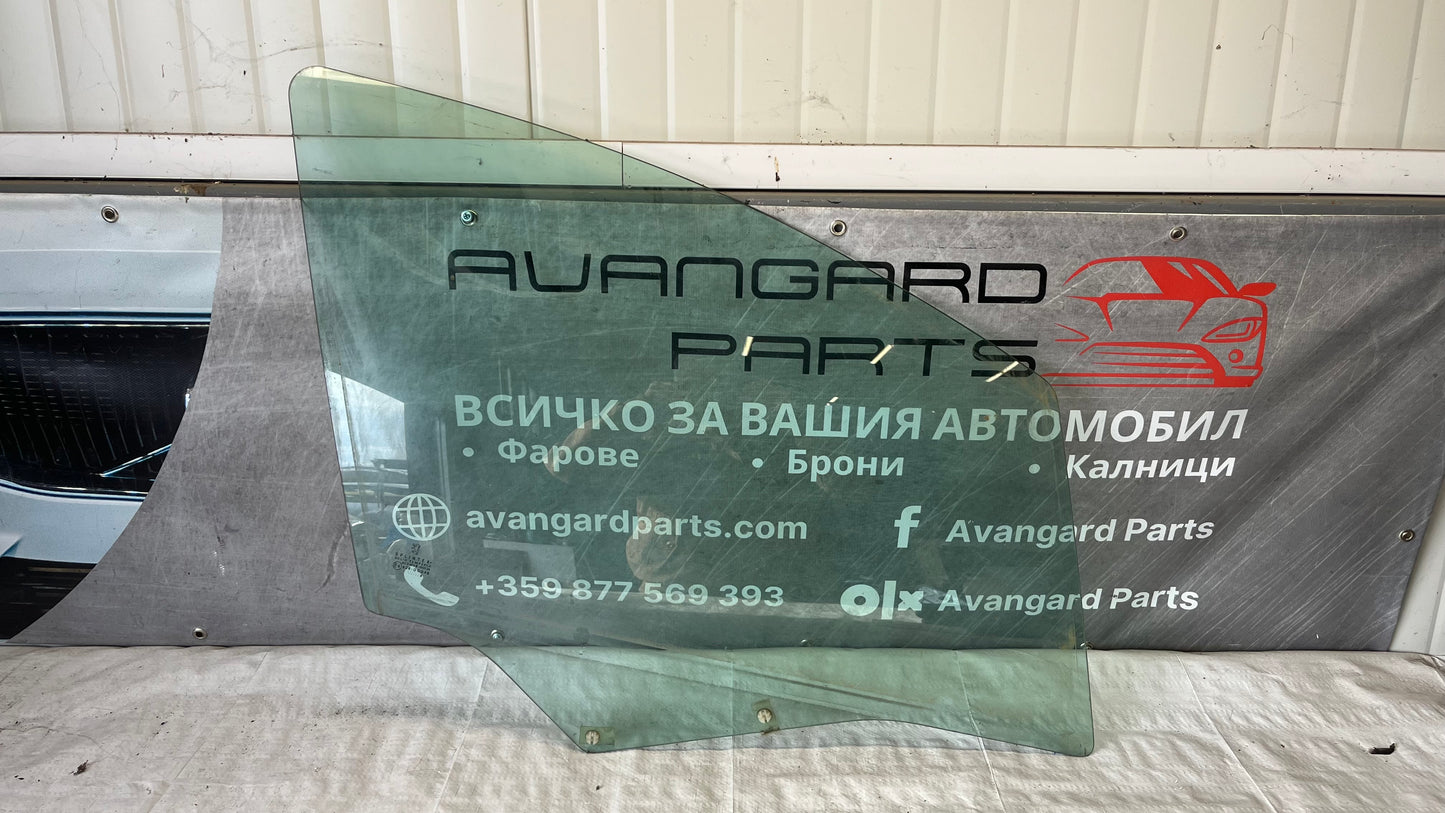 AVANGARD
PARTS
ВСИЧКО ЗА ВАШИЯ АВТОМОБИЛ
• Фарове • Брони • Калници
avangardparts.com f Avangard Parts
+359 877 569 393 olx Avangard Parts